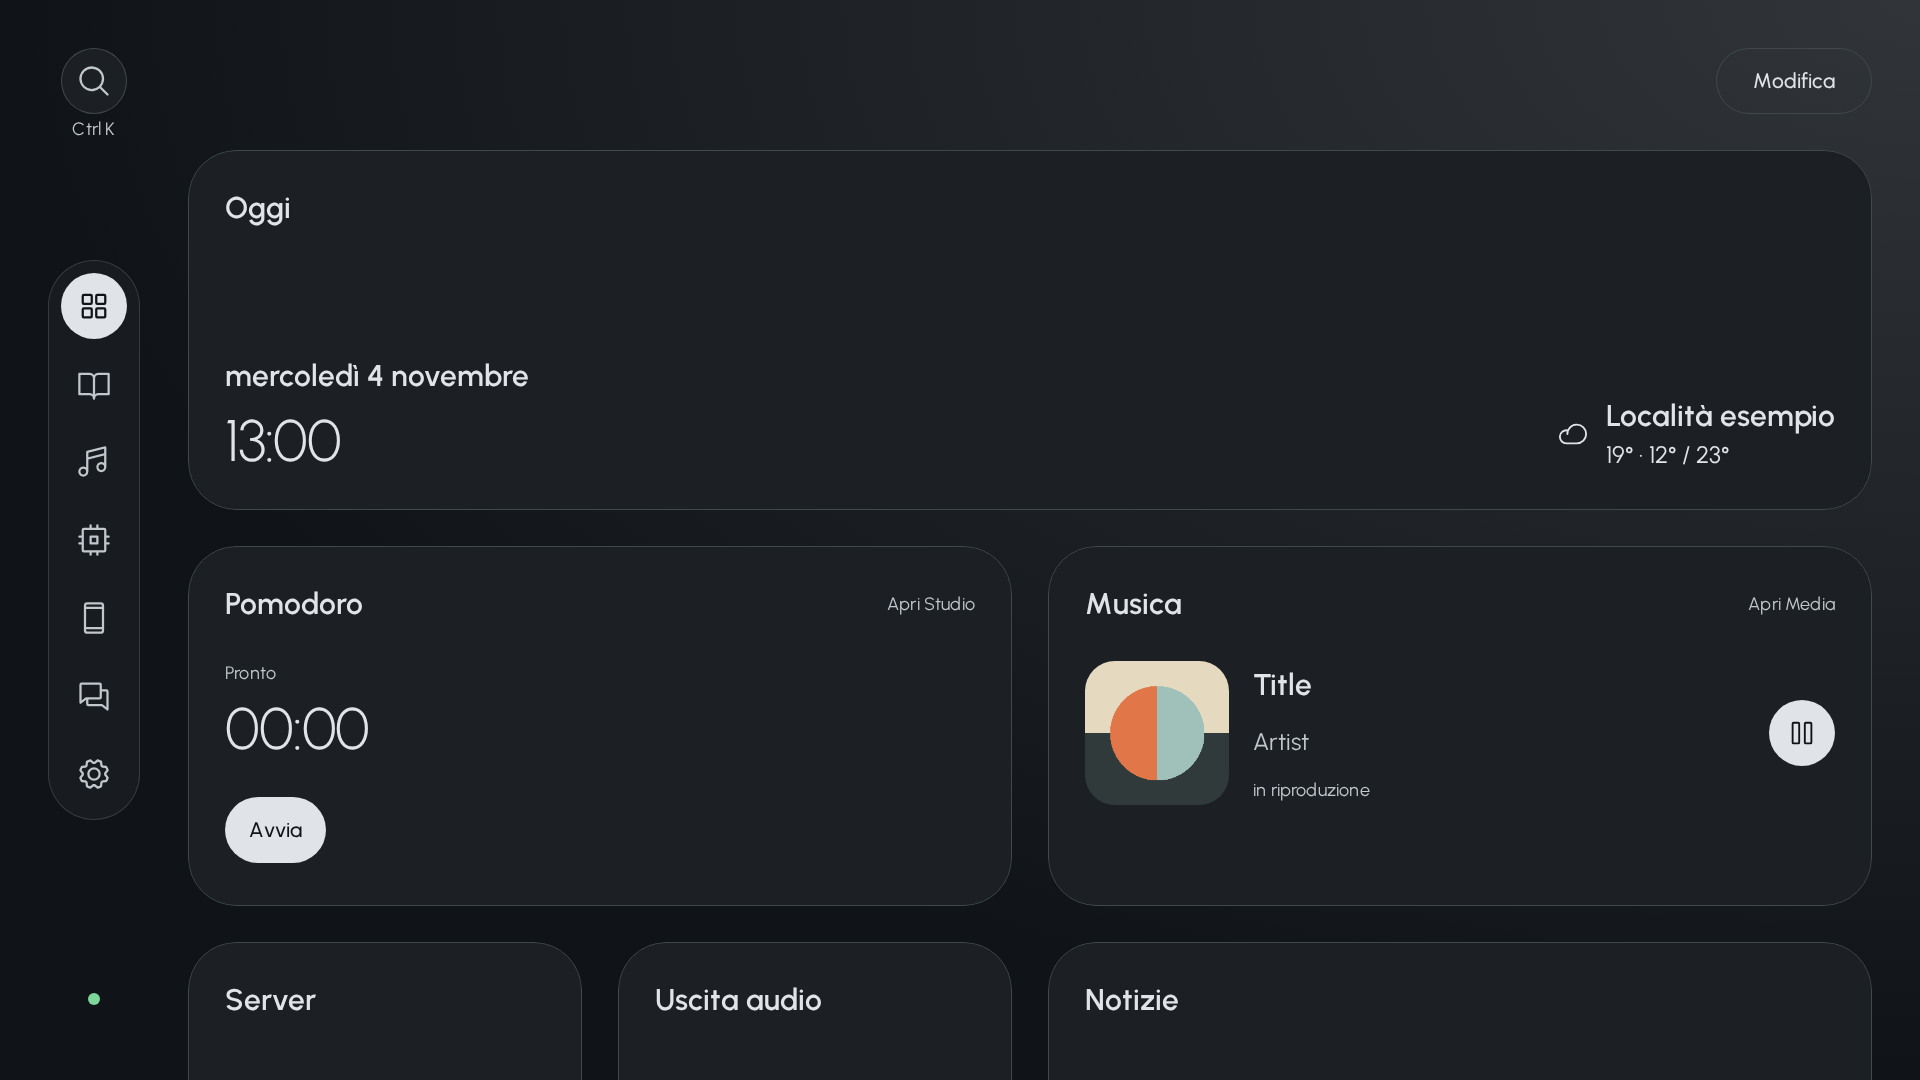 Ctrl K
Modifica
Oggi
mercoledì 4 novembre
13:00
Località esempio
19° · 12° / 23°
Pomodoro
Apri Studio
Pronto
00:00
Avvia
Musica
Apri Media
Title
Artist
in riproduzione
Server
Uscita audio
Notizie